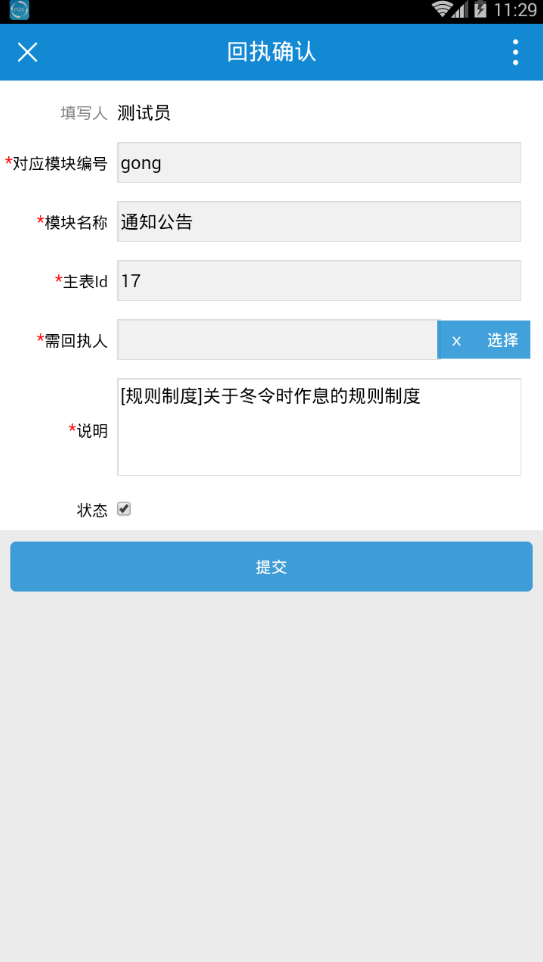 11:29
回执确认
填写人 测试员
*对应模块编号 gong
*模块名称 通知公告
*主表Id 17
*需回执人 x 选择
[规则制度]关于冬令时作息的规则制度
*说明
状态
提交